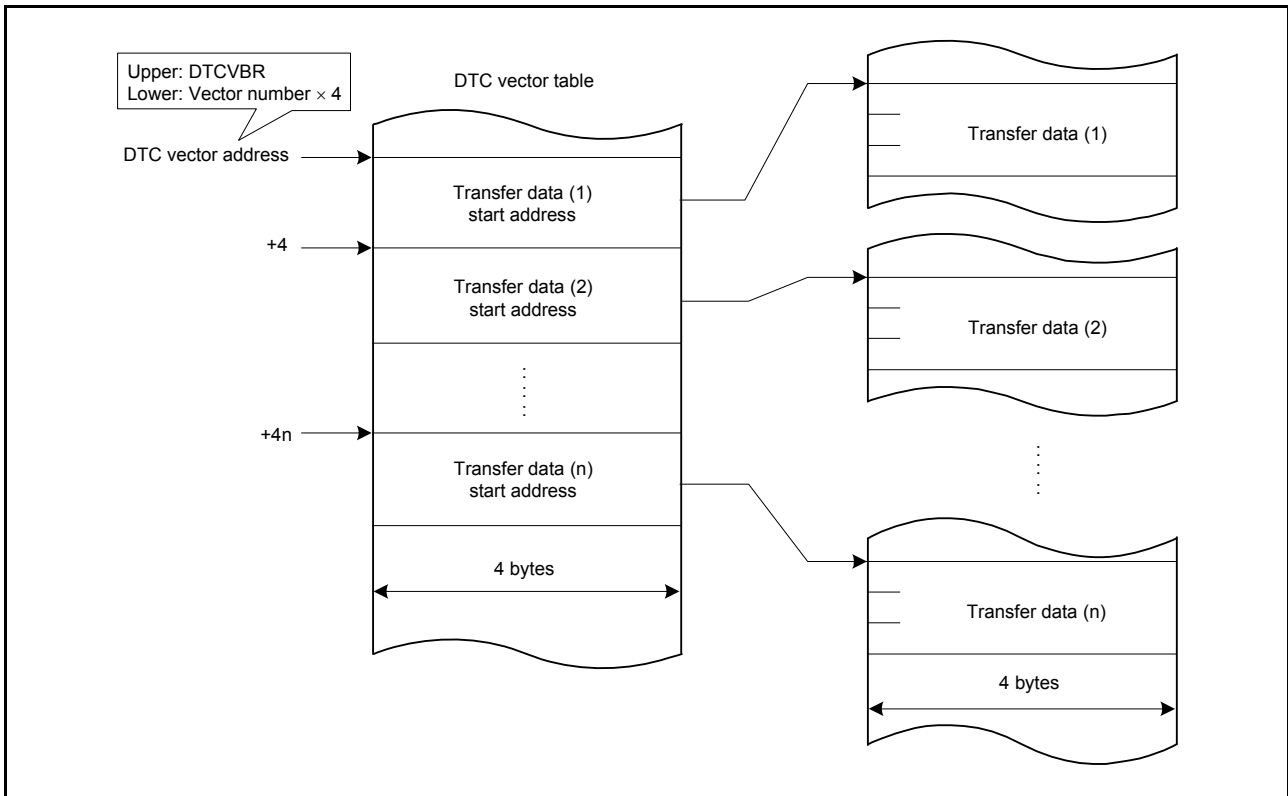 Upper: DTCVBR
Lower: Vector number × 4
DTC vector table
DTC vector address
Transfer data (1)
start address
+4
Transfer data (2)
start address
+4n
Transfer data (n)
start address
4 bytes
Transfer data (1)
Transfer data (2)
Transfer data (n)
4 bytes